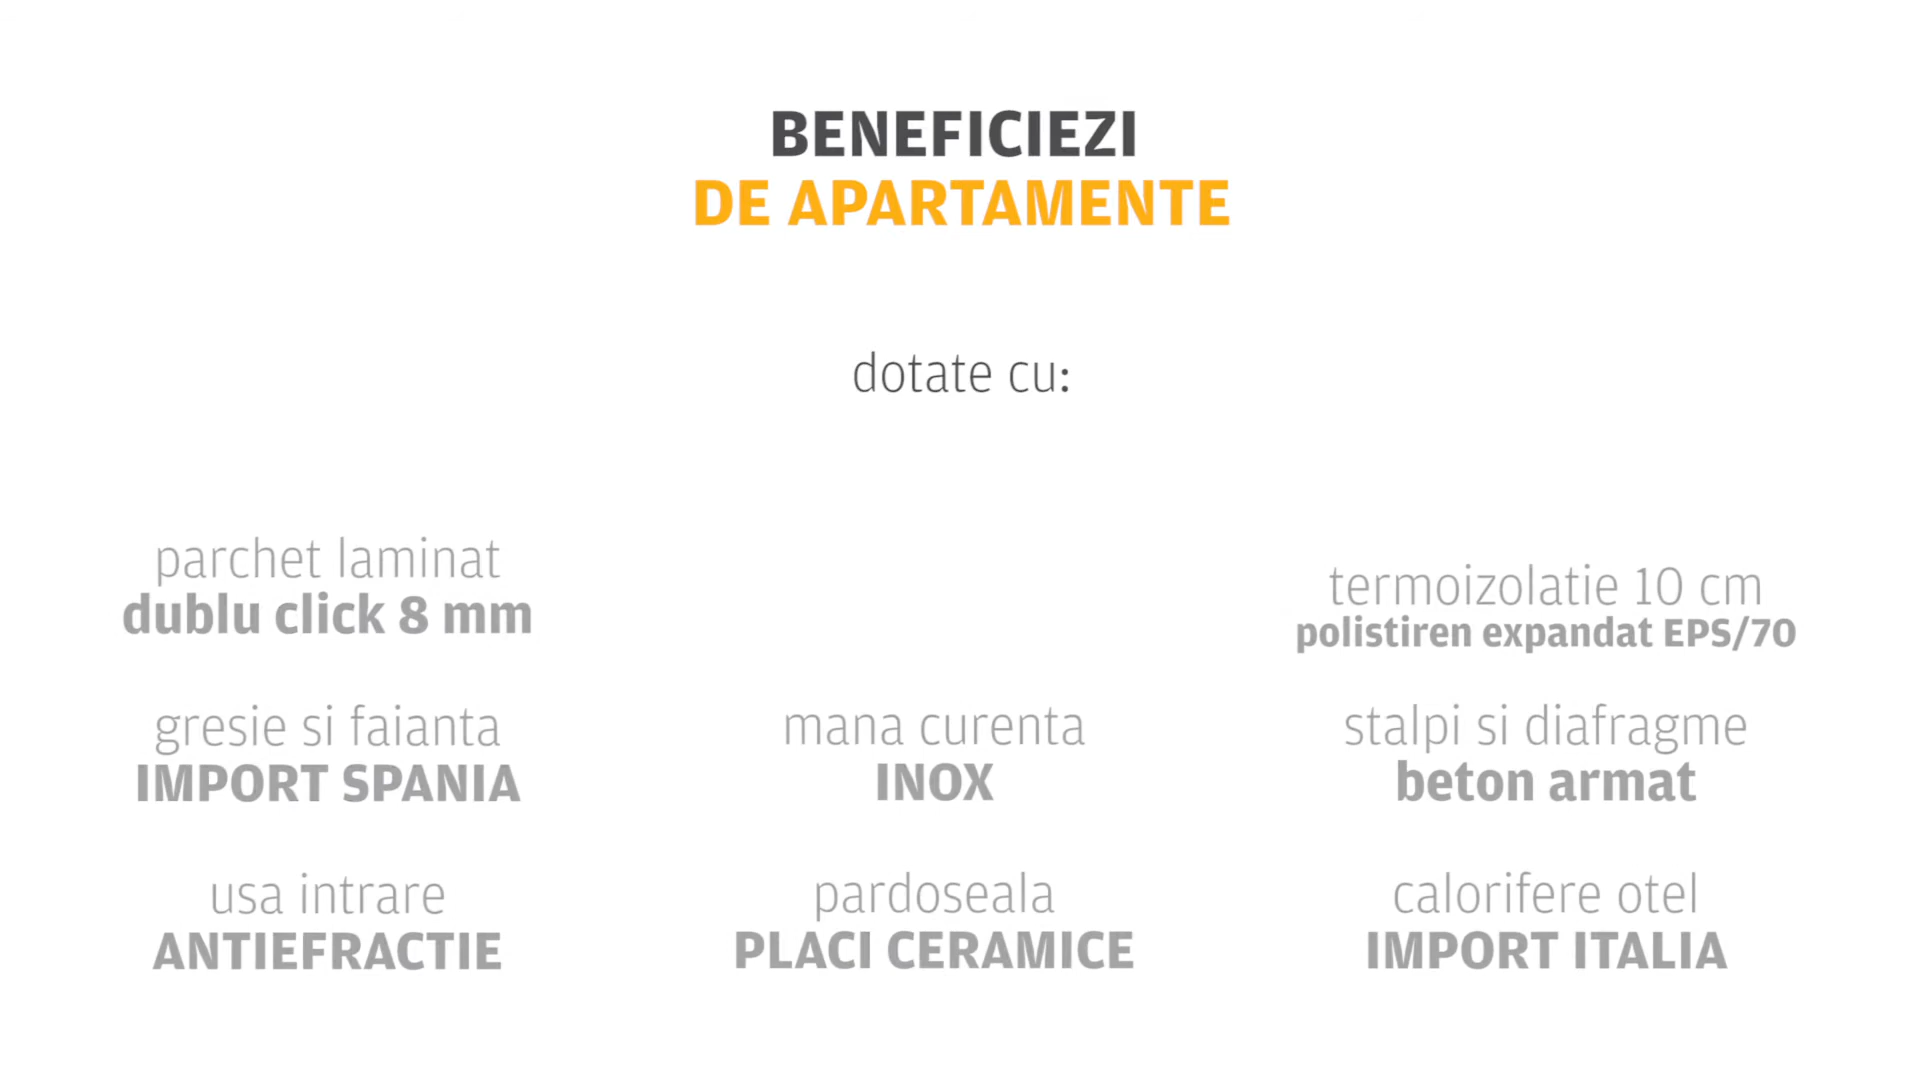 BENEFICIEZI
DE APARTAMENTE
dotate cu:
parchet laminat
dublu click 8 mm
gresie si faianta
IMPORT SPANIA
usa intrare
ANTIEFRACTIE
mana curenta
INOX
pardoseala
PLACI CERAMICE
termoizolatie 10 cm
polistiren expandat EPS/70
stalpi si diafragme
beton armat
calorifere otel
IMPORT ITALIA